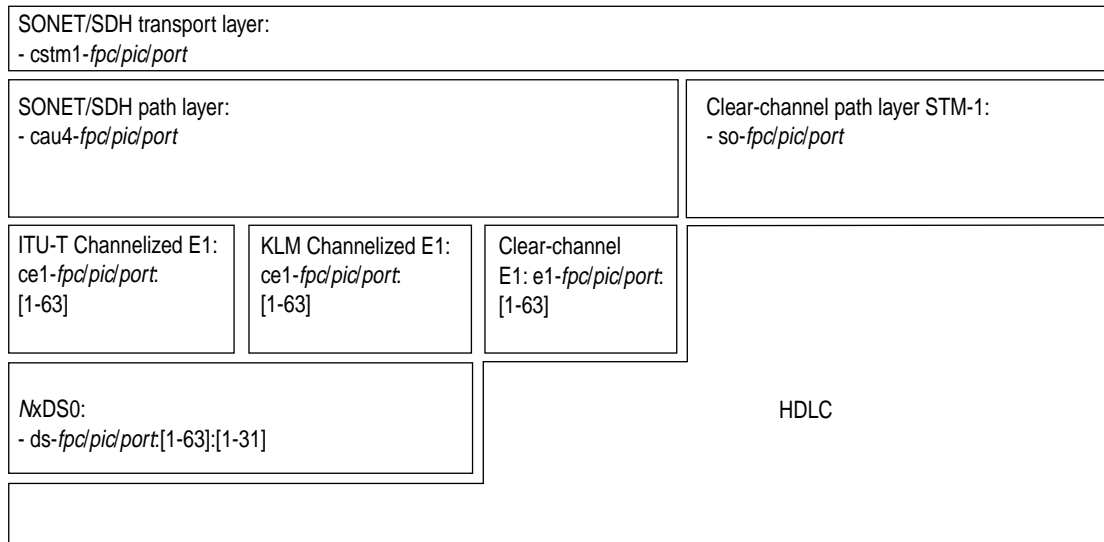 SONET/SDH transport layer:
- cstm1-fpc/pic/port
SONET/SDH path layer:
- cau4-fpc/pic/port
Clear-channel path layer STM-1:
- so-fpc/pic/port
ITU-T Channelized E1:
ce1-fpc/pic/port:
[1-63]
KLM Channelized E1:
ce1-fpc/pic/port:
[1-63]
Clear-channel
E1: e1-fpc/pic/port:
[1-63]
NxDS0:
- ds-fpc/pic/port:[1-63]:[1-31]
HDLC